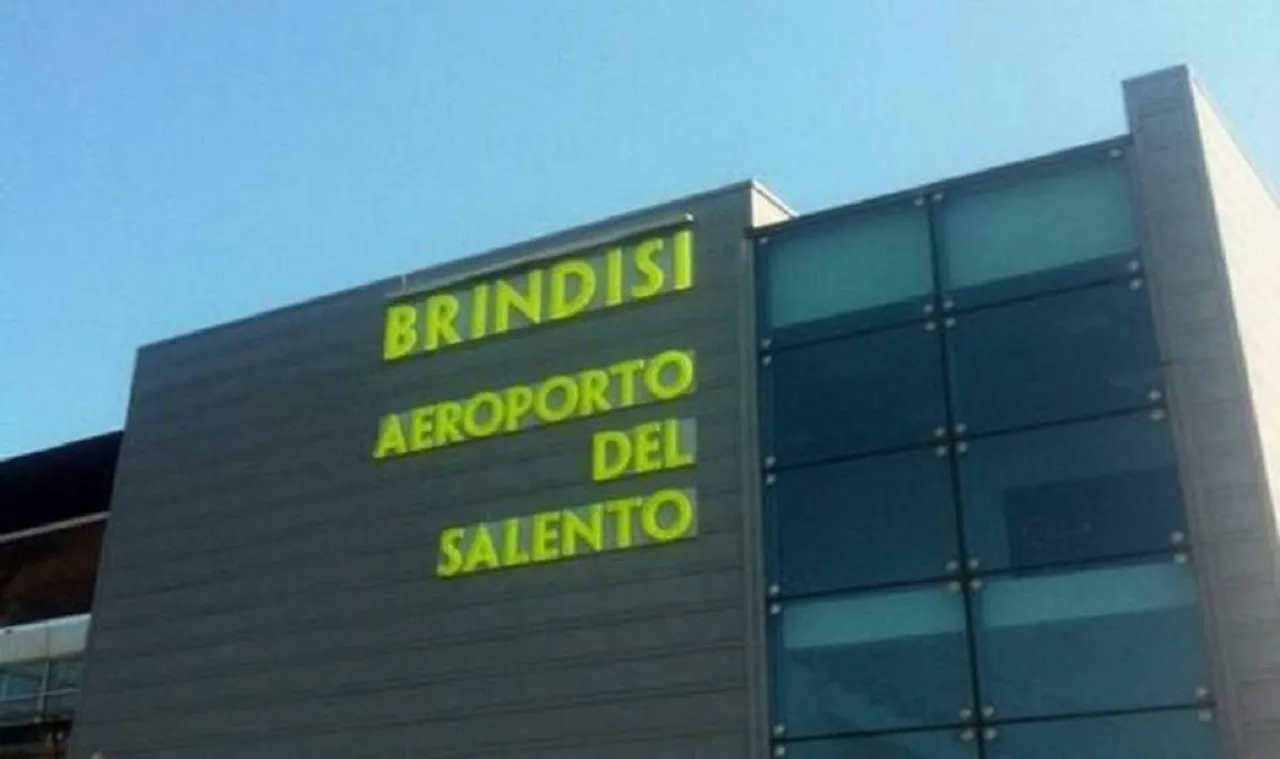 BRINDISI
AEROPORTO
DEL
SALENTO